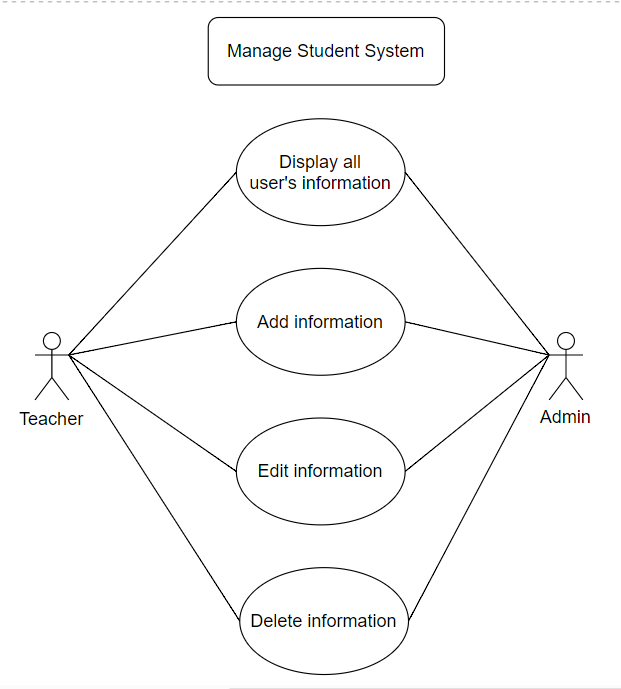 Manage Student System
Display all
user's information
Add information
Edit information
Delete information
Teacher
Admin